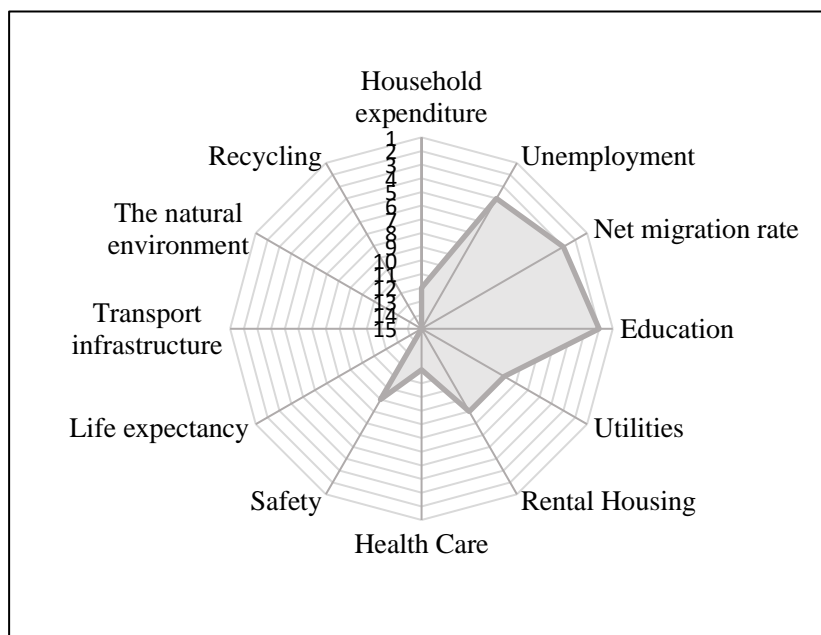 Household
expenditure
Unemployment
Net migration rate
Education
Utilities
Rental Housing
Health Care
Safety
Life expectancy
Transport
infrastructure
The natural
environment
Recycling
1
2
3
4
5
6
7
8
9
10
11
12
13
14
15